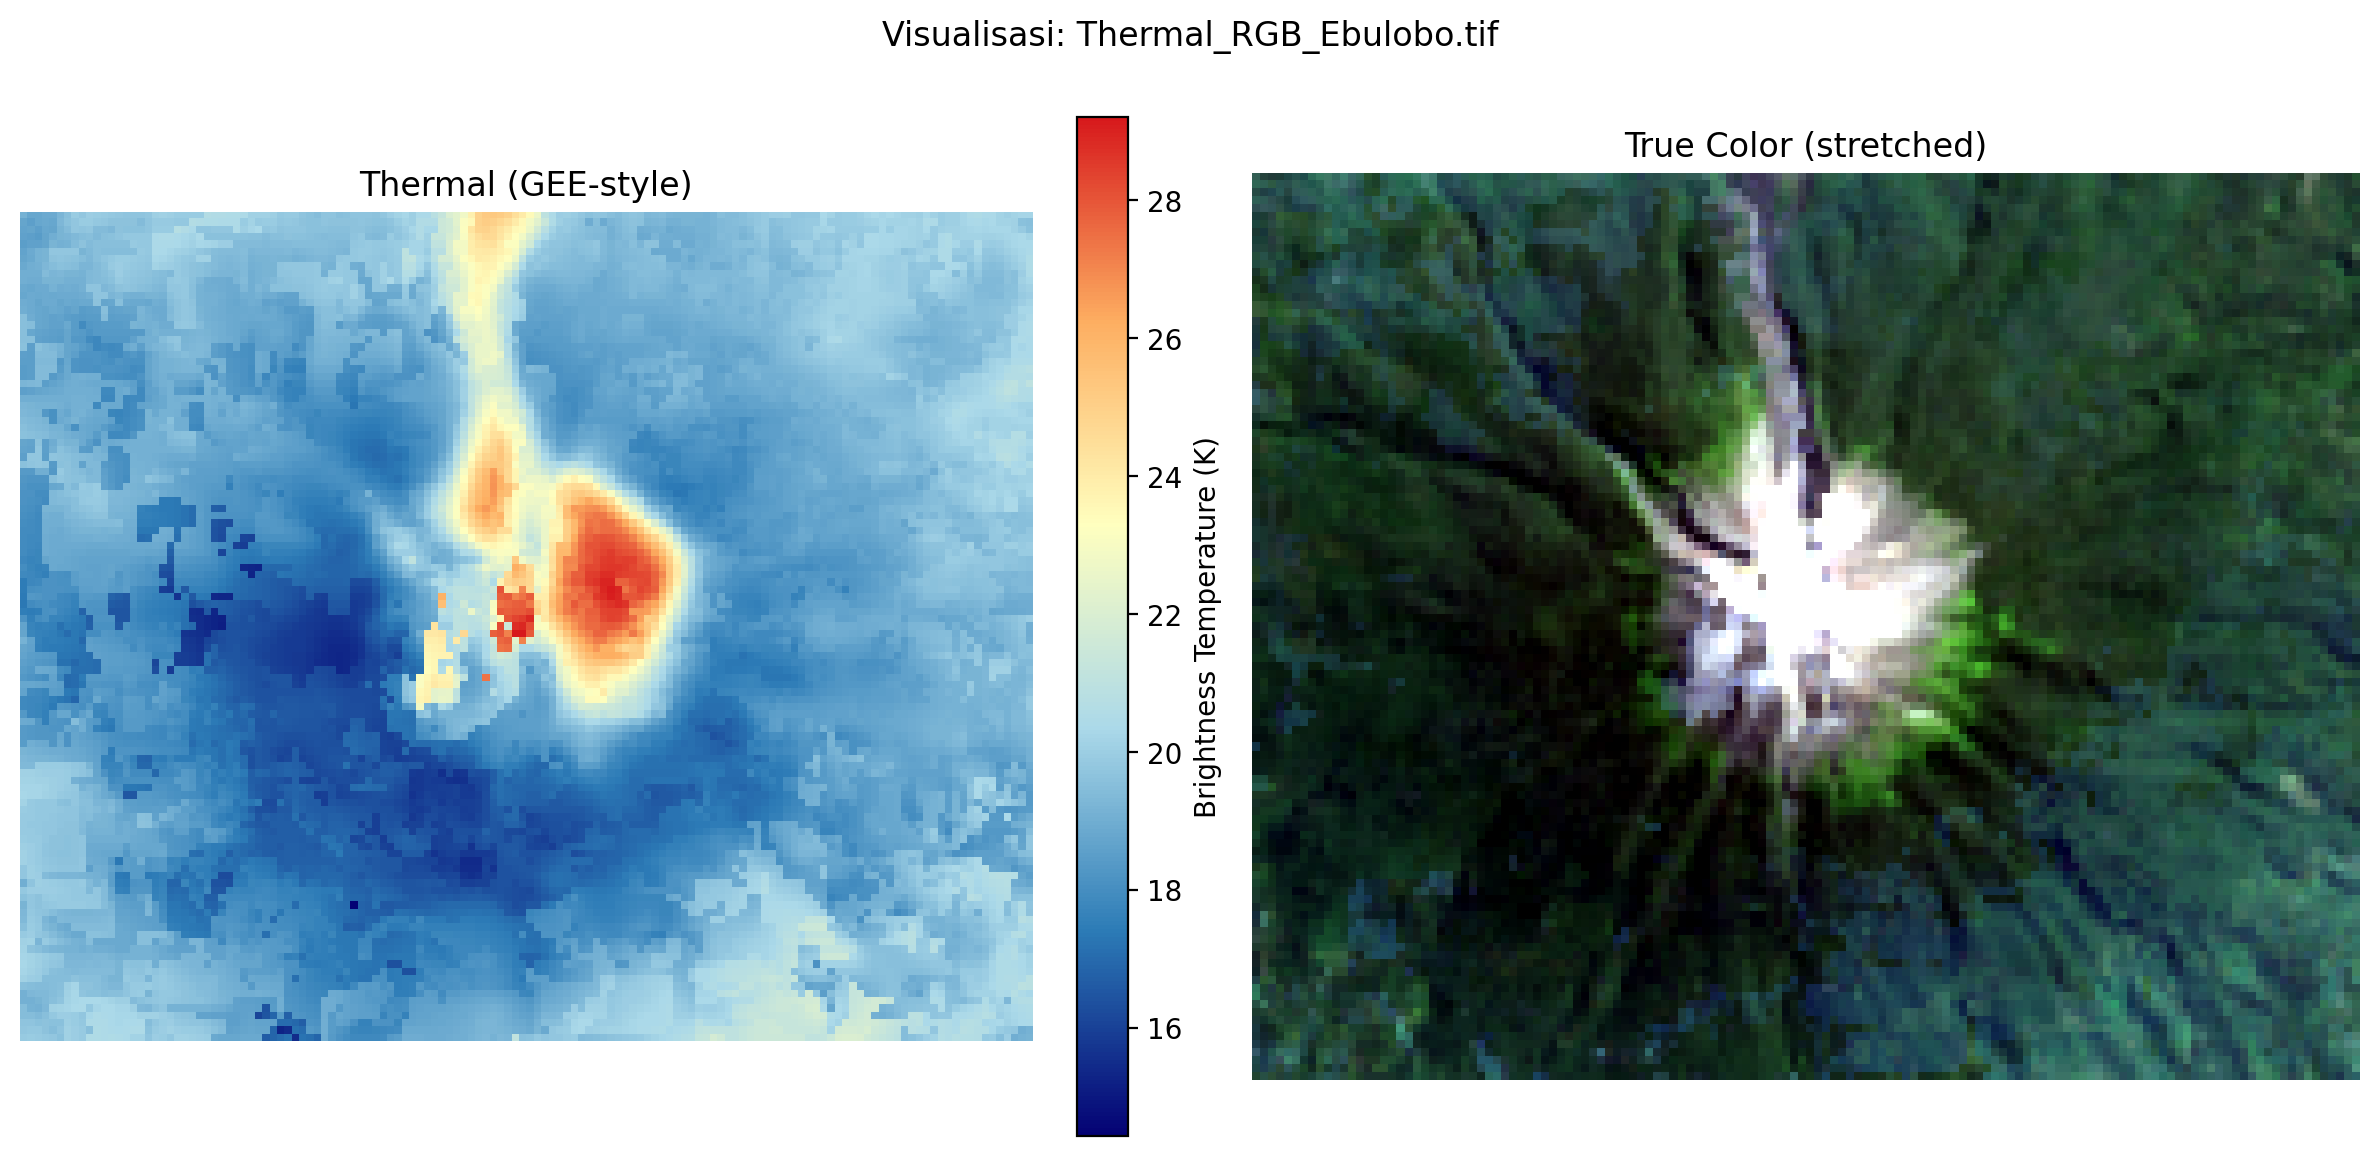 Visualisasi: Thermal_RGB_Ebulobo.tif
Thermal (GEE-style)
28
26
24
22
20
18
16
Brightness Temperature (K)
True Color (stretched)